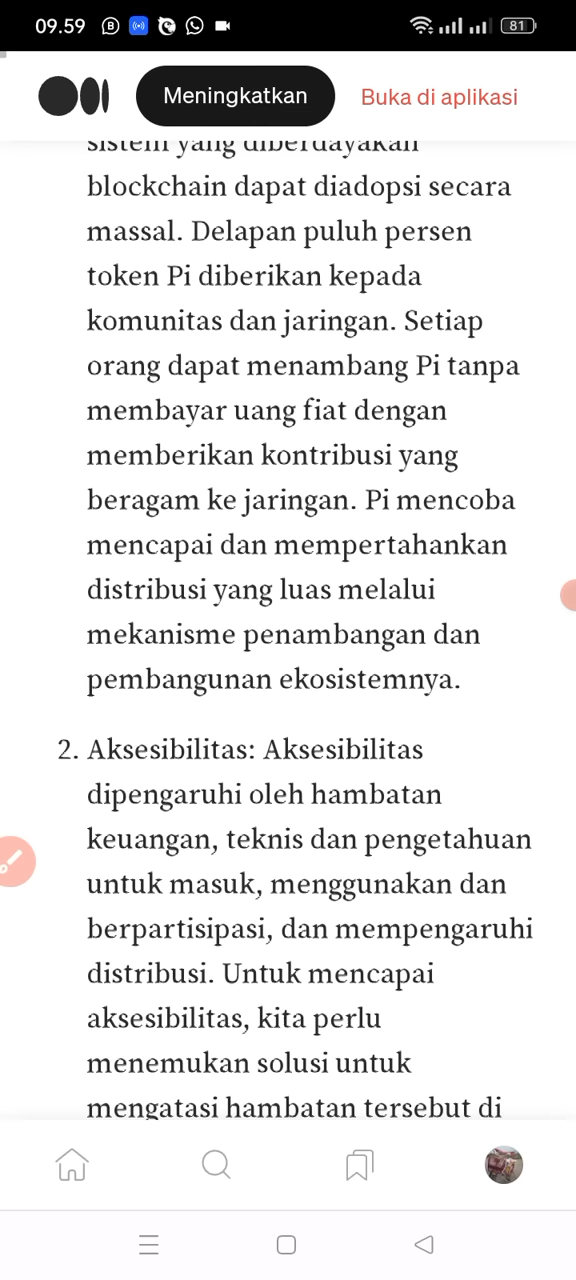 09.59
81
Meningkatkan
Buka di aplikasi
sistem yang diberdayakan
blockchain dapat diadopsi secara
massal. Delapan puluh persen
token Pi diberikan kepada
komunitas dan jaringan. Setiap
orang dapat menambang Pi tanpa
membayar uang fiat dengan
memberikan kontribusi yang
beragam ke jaringan. Pi mencoba
mencapai dan mempertahankan
distribusi yang luas melalui
mekanisme penambangan dan
pembangunan ekosistemnya.
2. Aksesibilitas: Aksesibilitas
dipengaruhi oleh hambatan
keuangan, teknis dan pengetahuan
untuk masuk, menggunakan dan
berpartisipasi, dan mempengaruhi
distribusi. Untuk mencapai
aksesibilitas, kita perlu
menemukan solusi untuk
mengatasi hambatan tersebut di